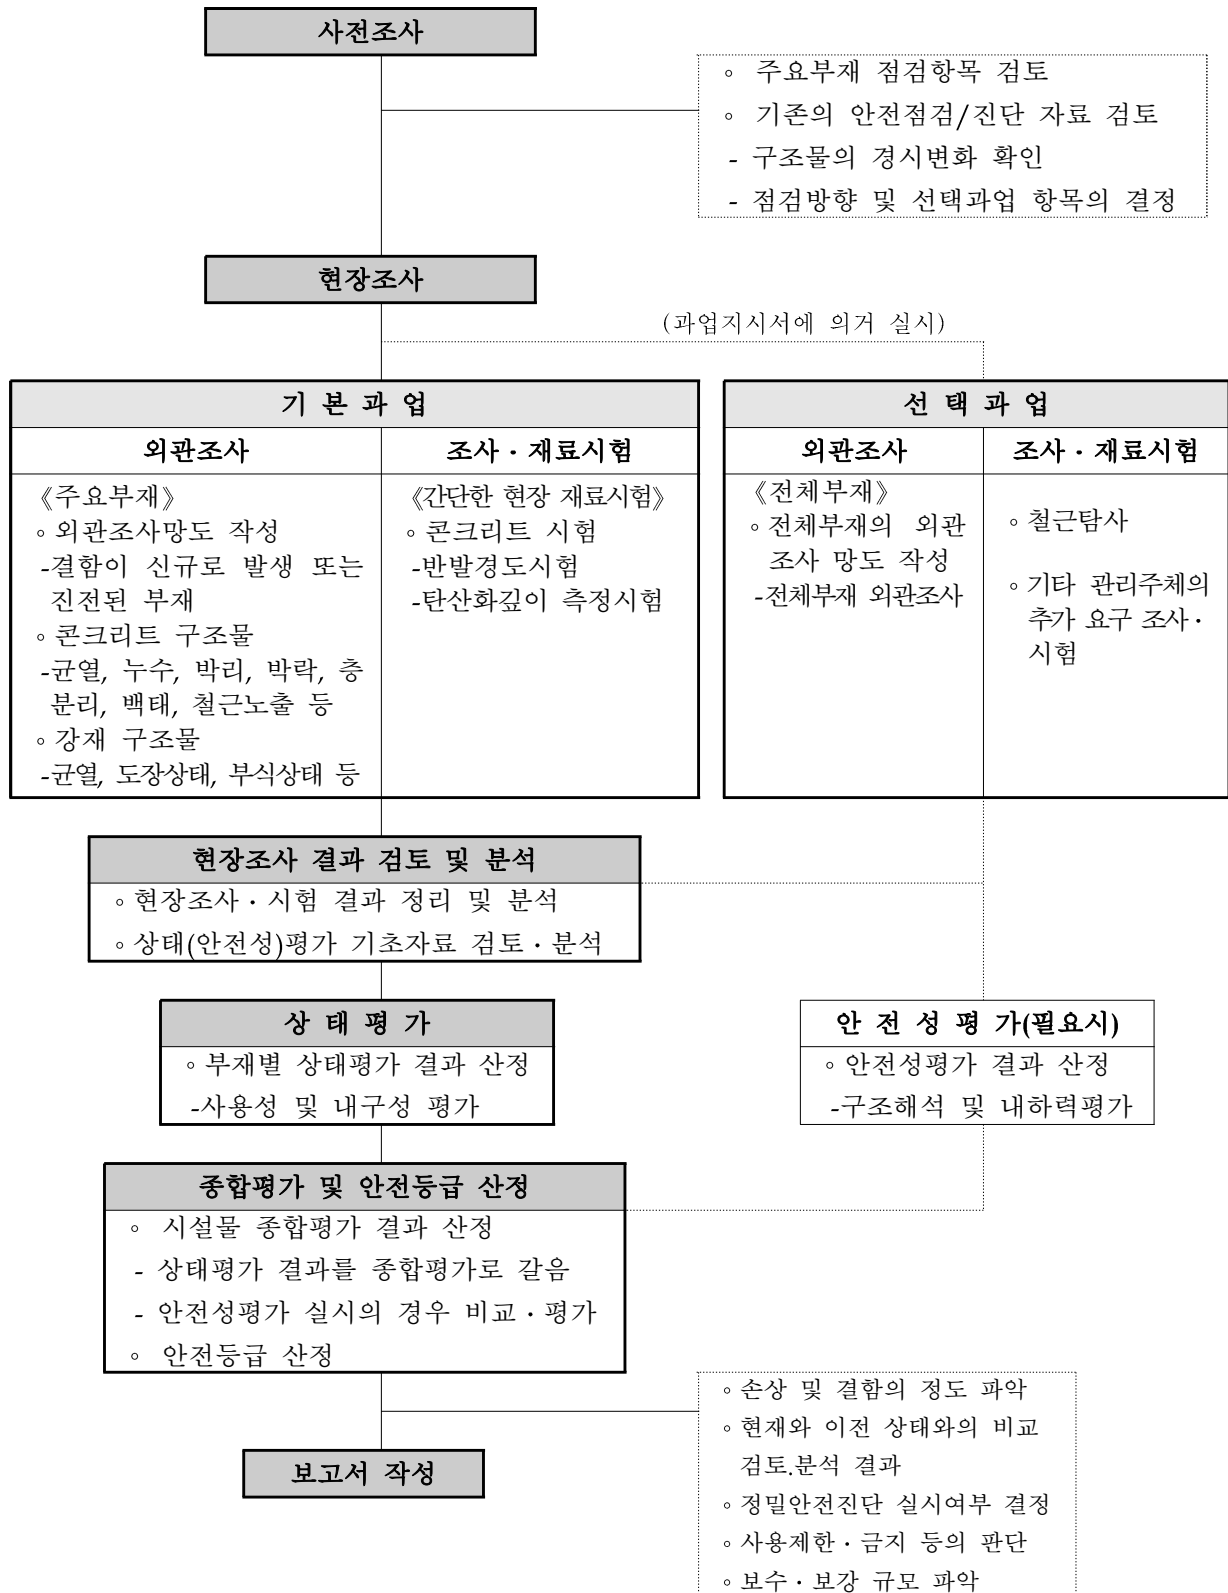 사전조사
◦ 주요부재 점검항목 검토
◦ 기존의 안전점검/진단 자료 검토
- 구조물의 경시변화 확인
- 점검방향 및 선택과업 항목의 결정
현장조사
(과업지시서에 의거 실시)
기 본 과 업
외관조사
조사·재료시험
《주요부재》
◦외관조사망도 작성
-결함이 신규로 발생 또는
진전된 부재
◦콘크리트 구조물
-균열, 누수, 박리, 박락, 층
분리, 백태, 철근노출 등
◦강재 구조물
-균열, 도장상태, 부식상태 등
《간단한 현장 재료시험》
◦콘크리트 시험
-반발경도시험
-탄산화깊이 측정시험
선 택 과 업
외관조사
조사·재료시험
《전체부재》
◦전체부재의 외관
조사 망도 작성
-전체부재 외관조사
◦철근탐사
◦기타 관리주체의
추가 요구 조사·
시험
현장조사 결과 검토 및 분석
◦현장조사·시험 결과 정리 및 분석
◦상태(안전성)평가 기초자료 검토·분석
상 태 평 가
◦부재별 상태평가 결과 산정
-사용성 및 내구성 평가
안 전 성 평 가(필요시)
◦안전성평가 결과 산정
-구조해석 및 내하력평가
종합평가 및 안전등급 산정
◦ 시설물 종합평가 결과 산정
- 상태평가 결과를 종합평가로 갈음
- 안전성평가 실시의 경우 비교·평가
◦ 안전등급 산정
보고서 작성
◦손상 및 결함의 정도 파악
◦현재와 이전 상태와의 비교
검토.분석 결과
◦정밀안전진단 실시여부 결정
◦사용제한·금지 등의 판단
◦보수·보강 규모 파악